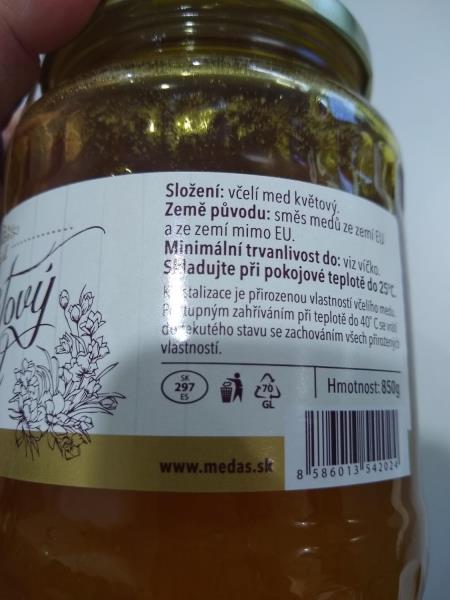 tový
Složení: včelí med květový.
Země původu: směs medů ze zemí EU
a ze zemí mimo EU.
Minimální trvanlivost do: viz víčko.
Skladujte při pokojové teplotě do 25°C.
Krystalizace je přirozenou vlastností včelího medu.
Postupným zahříváním při teplotě do 40° C se vrátí
do tekutého stavu se zachováním všech přirozených
vlastností.
SK
297
ES
70
GL
Hmotnost: 850g
www.medas.sk
8 586013 542024